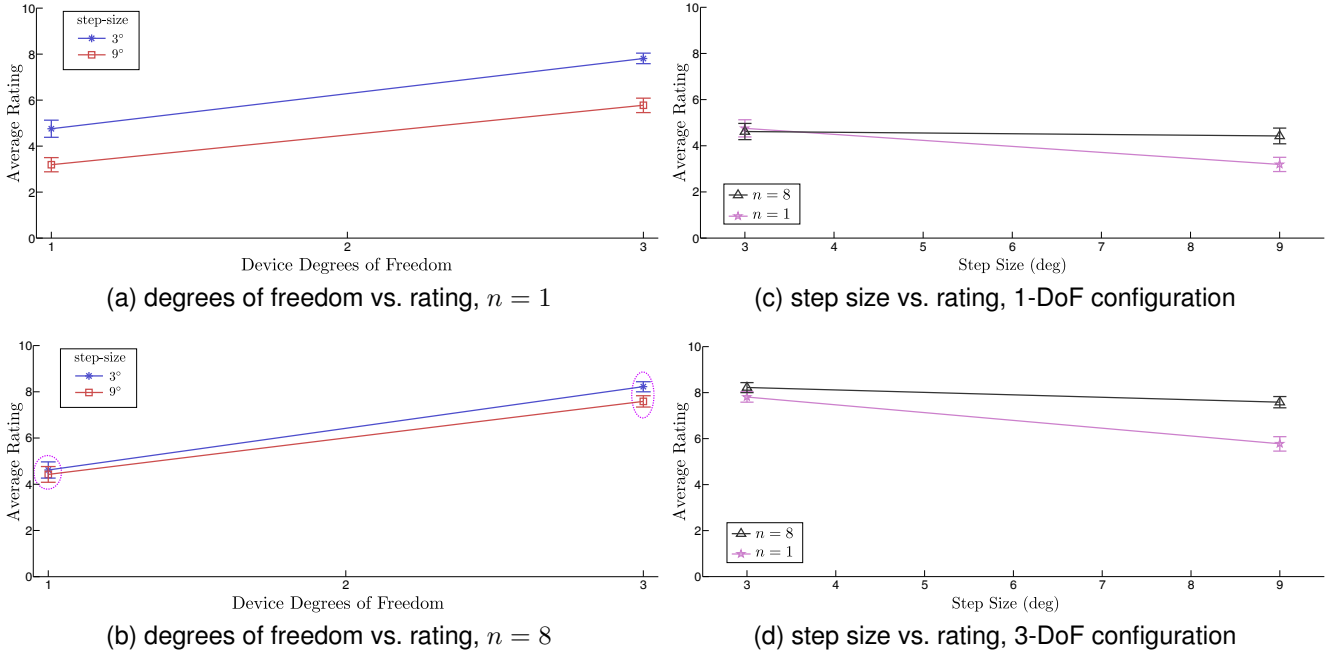 step-size
3°
9°
Average Rating
10
8
6
4
2
0
1
2
3
Device Degrees of Freedom
(a) degrees of freedom vs. rating, n = 1
Average Rating
10
8
6
4
2
0
n = 8
n = 1
3
4
5
6
7
8
9
Step Size (deg)
(c) step size vs. rating, 1-DoF configuration
step-size
3°
9°
Average Rating
10
8
6
4
2
0
1
2
3
Device Degrees of Freedom
(b) degrees of freedom vs. rating, n = 8
Average Rating
10
8
6
4
2
0
n = 8
n = 1
3
4
5
6
7
8
9
Step Size (deg)
(d) step size vs. rating, 3-DoF configuration